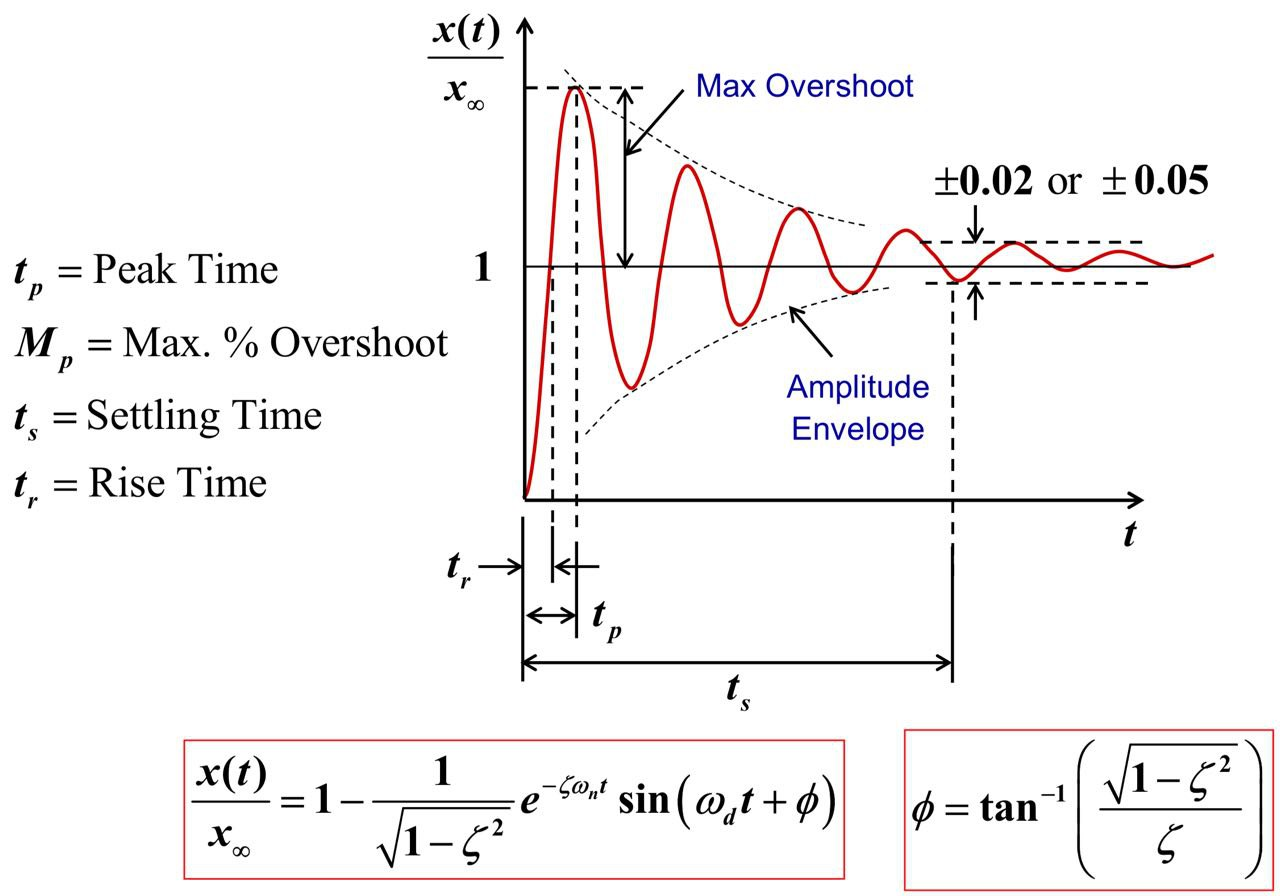 x(t)
x∞
Max Overshoot
±0.02 or ±0.05
1
t_p = Peak Time
M_p = Max. % Overshoot
t_s = Settling Time
t_r = Rise Time
Amplitude
Envelope
t
t_r
t_p
t_s
x(t)/x∞ = 1 − 1/√(1−ζ²) e^(−ζω_n t) sin(ω_d t + ϕ)
ϕ = tan⁻¹(√(1−ζ²)/ζ)